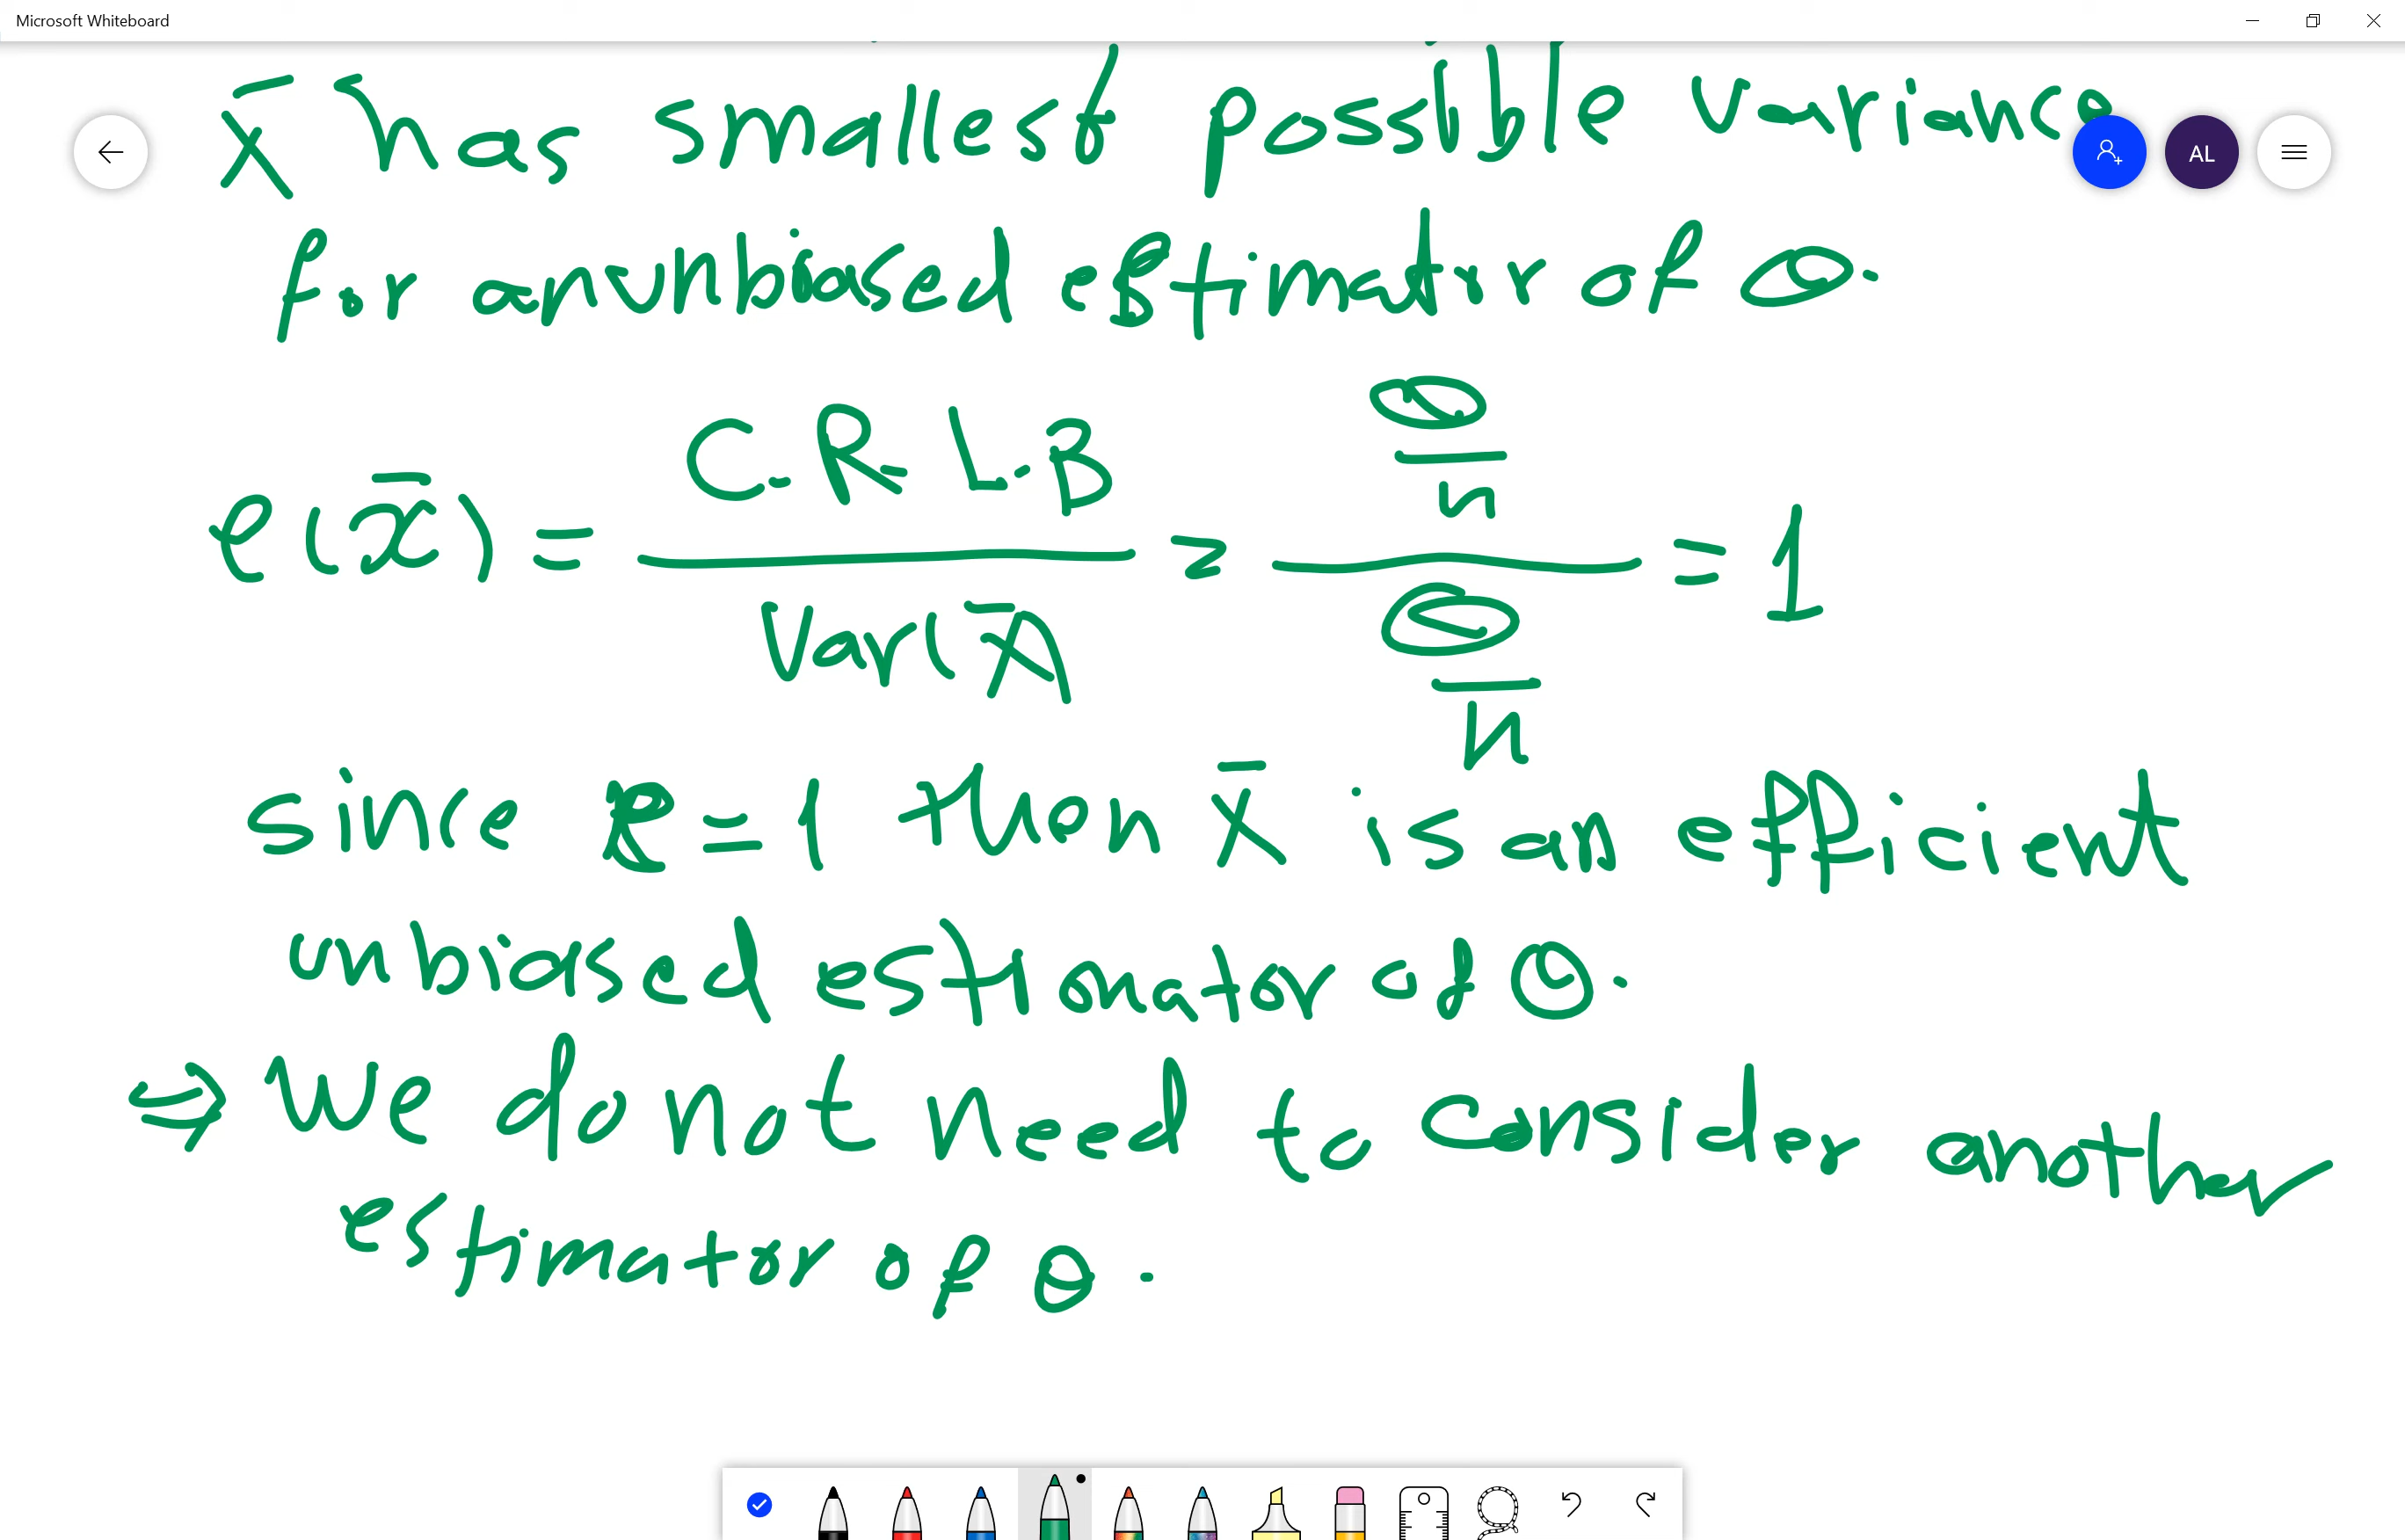 Microsoft Whiteboard
X̄ has smallest possible variance
for an unbiased estimator of θ.
e(x̄) = C.R.L.B / Var(X̄) = (θ/n) / (θ/n) = 1
AL
since e = 1 then X̄ is an efficient
unbiased estimator of θ.
⇒ We do not need to consider another
estimator of θ.